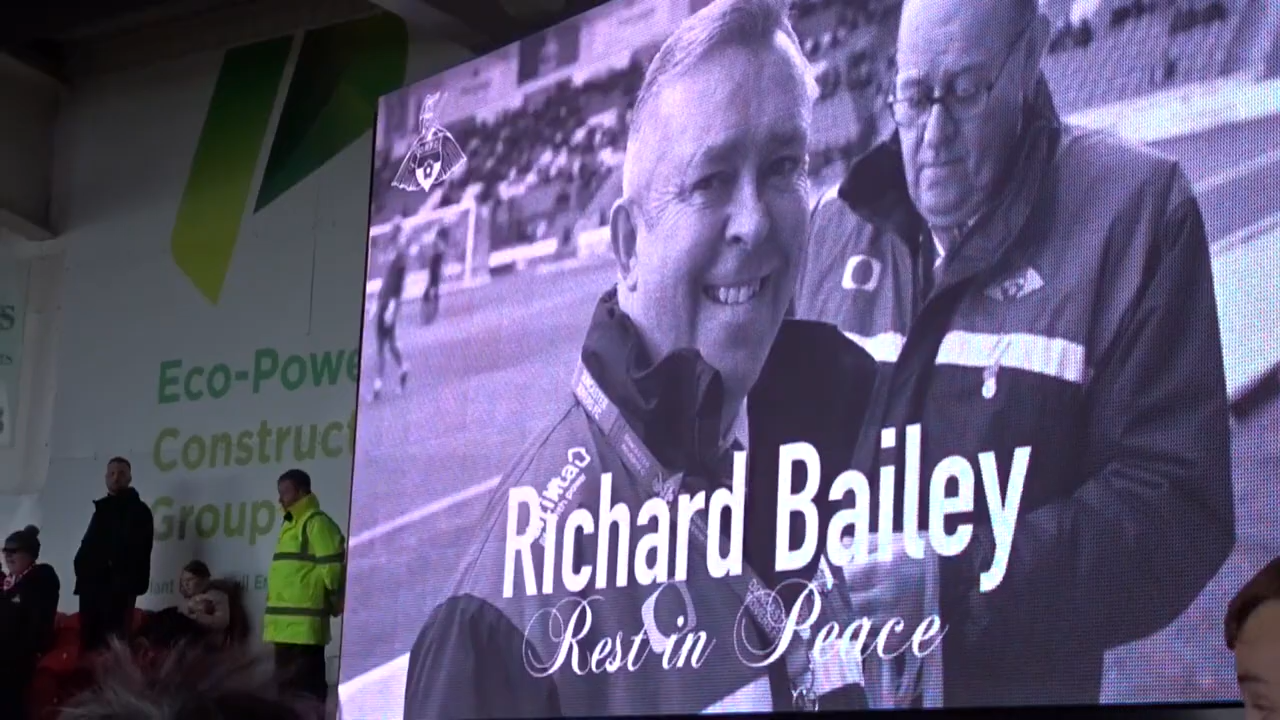 Eco-Powe
Construct
Group
Richard Bailey
Rest in Peace